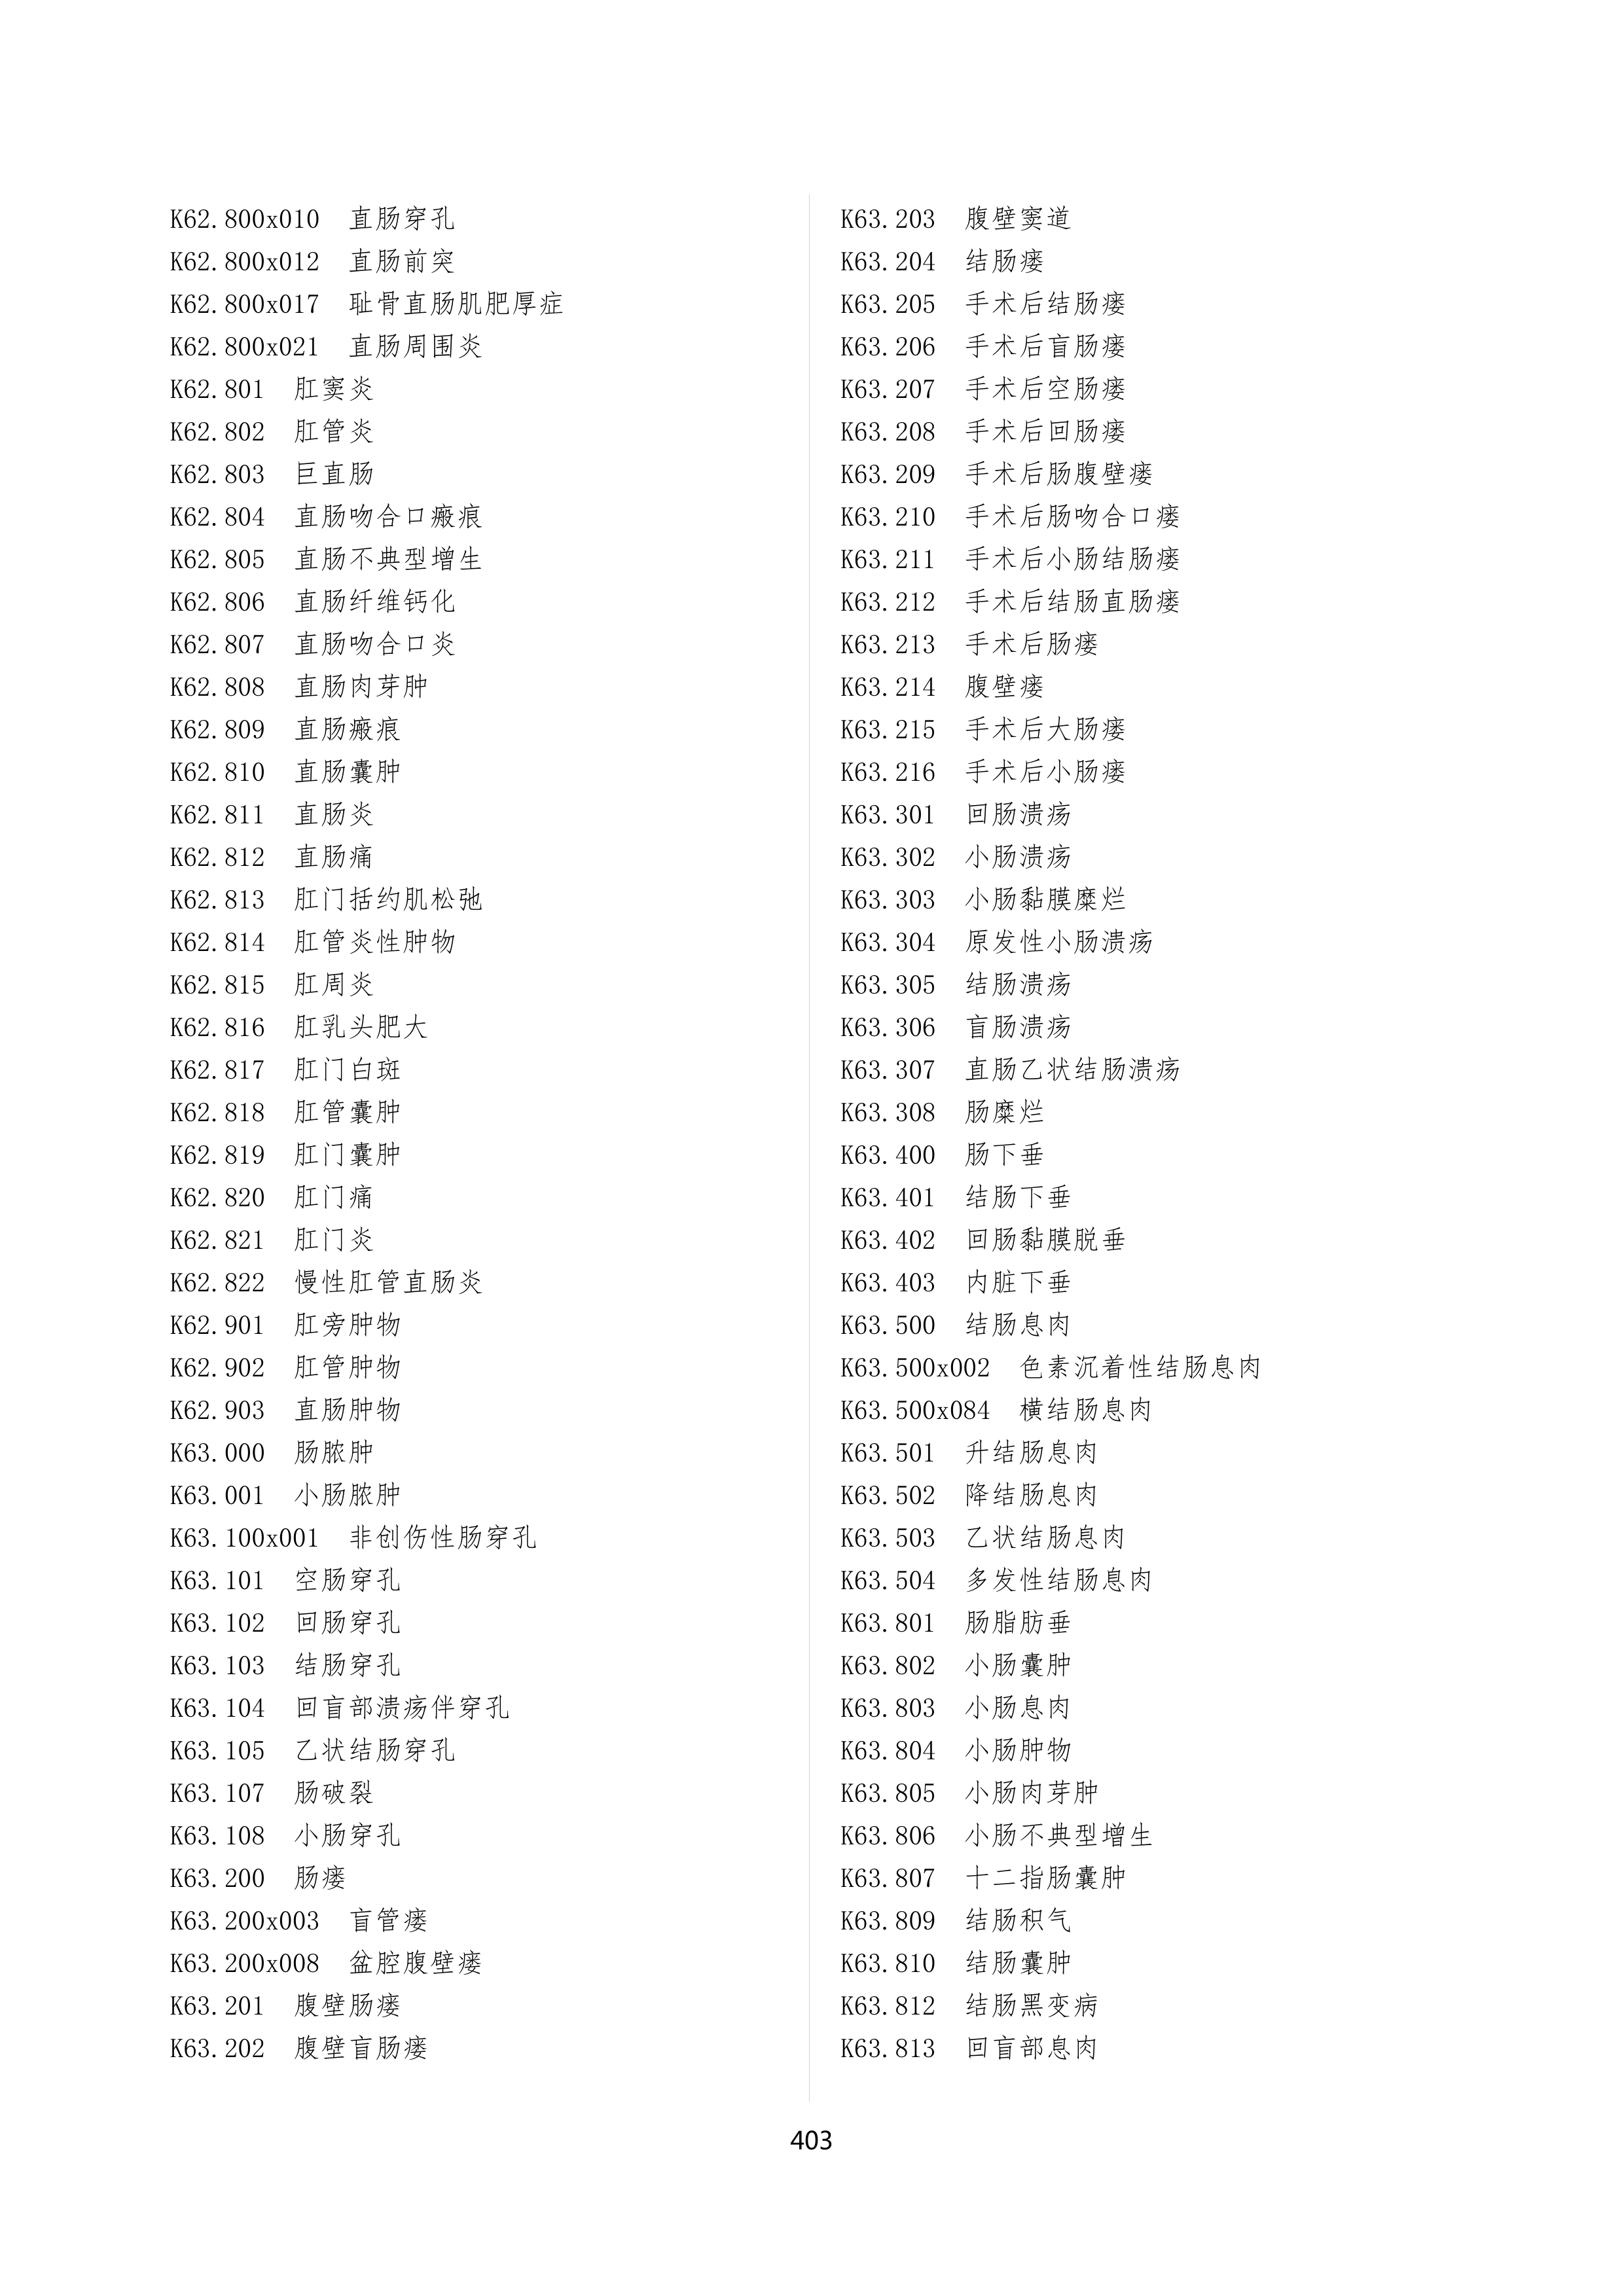 K62.800x010 直肠穿孔
K62.800x012 直肠前突
K62.800x017 耻骨直肠肌肥厚症
K62.800x021 直肠周围炎
K62.801 肛窦炎
K62.802 肛管炎
K62.803 巨直肠
K62.804 直肠吻合口瘢痕
K62.805 直肠不典型增生
K62.806 直肠纤维钙化
K62.807 直肠吻合口炎
K62.808 直肠肉芽肿
K62.809 直肠瘢痕
K62.810 直肠囊肿
K62.811 直肠炎
K62.812 直肠痛
K62.813 肛门括约肌松弛
K62.814 肛管炎性肿物
K62.815 肛周炎
K62.816 肛乳头肥大
K62.817 肛门白斑
K62.818 肛管囊肿
K62.819 肛门囊肿
K62.820 肛门痛
K62.821 肛门炎
K62.822 慢性肛管直肠炎
K62.901 肛旁肿物
K62.902 肛管肿物
K62.903 直肠肿物
K63.000 肠脓肿
K63.001 小肠脓肿
K63.100x001 非创伤性肠穿孔
K63.101 空肠穿孔
K63.102 回肠穿孔
K63.103 结肠穿孔
K63.104 回盲部溃疡伴穿孔
K63.105 乙状结肠穿孔
K63.107 肠破裂
K63.108 小肠穿孔
K63.200 肠瘘
K63.200x003 盲管瘘
K63.200x008 盆腔腹壁瘘
K63.201 腹壁肠瘘
K63.202 腹壁盲肠瘘
K63.203 腹壁窦道
K63.204 结肠瘘
K63.205 手术后结肠瘘
K63.206 手术后盲肠瘘
K63.207 手术后空肠瘘
K63.208 手术后回肠瘘
K63.209 手术后肠腹壁瘘
K63.210 手术后肠吻合口瘘
K63.211 手术后小肠结肠瘘
K63.212 手术后结肠直肠瘘
K63.213 手术后肠瘘
K63.214 腹壁瘘
K63.215 手术后大肠瘘
K63.216 手术后小肠瘘
K63.301 回肠溃疡
K63.302 小肠溃疡
K63.303 小肠黏膜糜烂
K63.304 原发性小肠溃疡
K63.305 结肠溃疡
K63.306 盲肠溃疡
K63.307 直肠乙状结肠溃疡
K63.308 肠糜烂
K63.400 肠下垂
K63.401 结肠下垂
K63.402 回肠黏膜脱垂
K63.403 内脏下垂
K63.500 结肠息肉
K63.500x002 色素沉着性结肠息肉
K63.500x084 横结肠息肉
K63.501 升结肠息肉
K63.502 降结肠息肉
K63.503 乙状结肠息肉
K63.504 多发性结肠息肉
K63.801 肠脂肪垂
K63.802 小肠囊肿
K63.803 小肠息肉
K63.804 小肠肿物
K63.805 小肠肉芽肿
K63.806 小肠不典型增生
K63.807 十二指肠囊肿
K63.809 结肠积气
K63.810 结肠囊肿
K63.812 结肠黑变病
K63.813 回盲部息肉
403